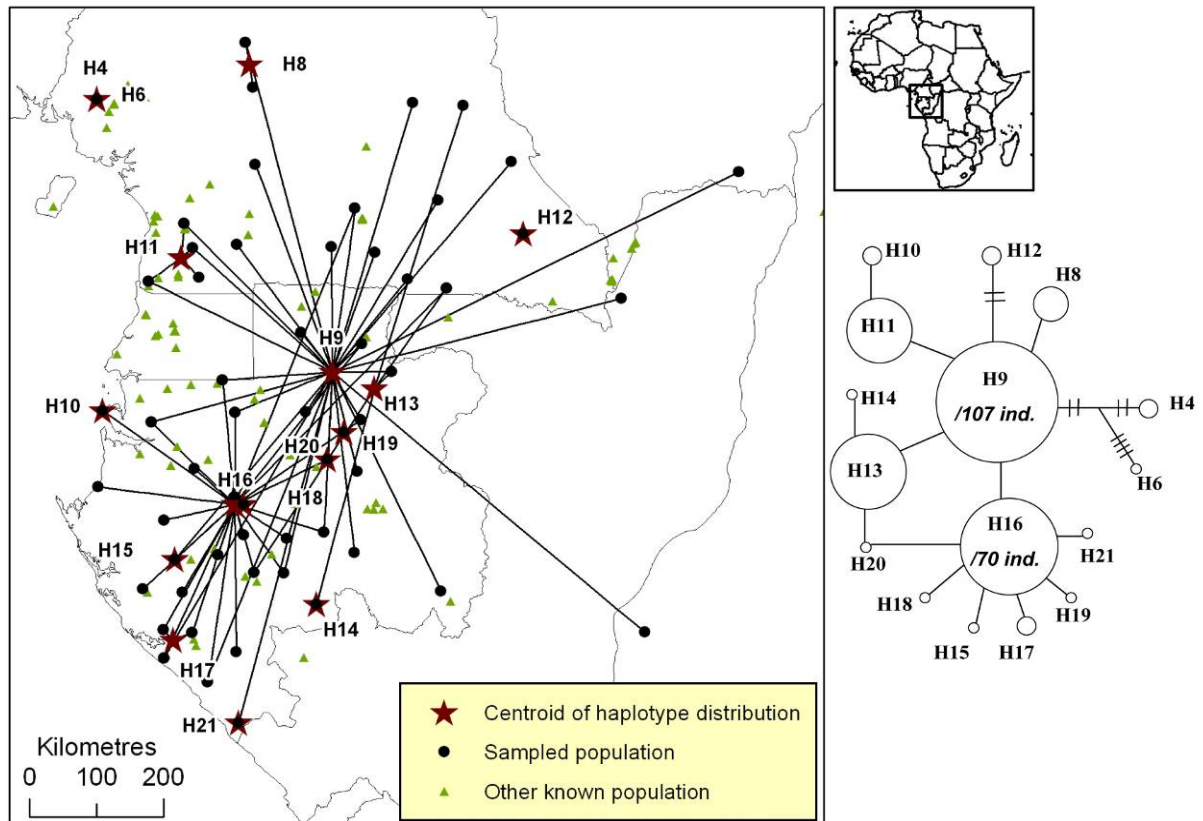 H4
H6
H8
H12
H11
H9
H13
H10
H19
H20
H16
H18
H15
H14
H17
H21
Kilometres
0 100 200
Centroid of haplotype distribution
Sampled population
Other known population
H10
H12
H8
H11
H9
/107 ind.
H14
H4
H13
H6
H16
/70 ind.
H20
H21
H18
H19
H15
H17